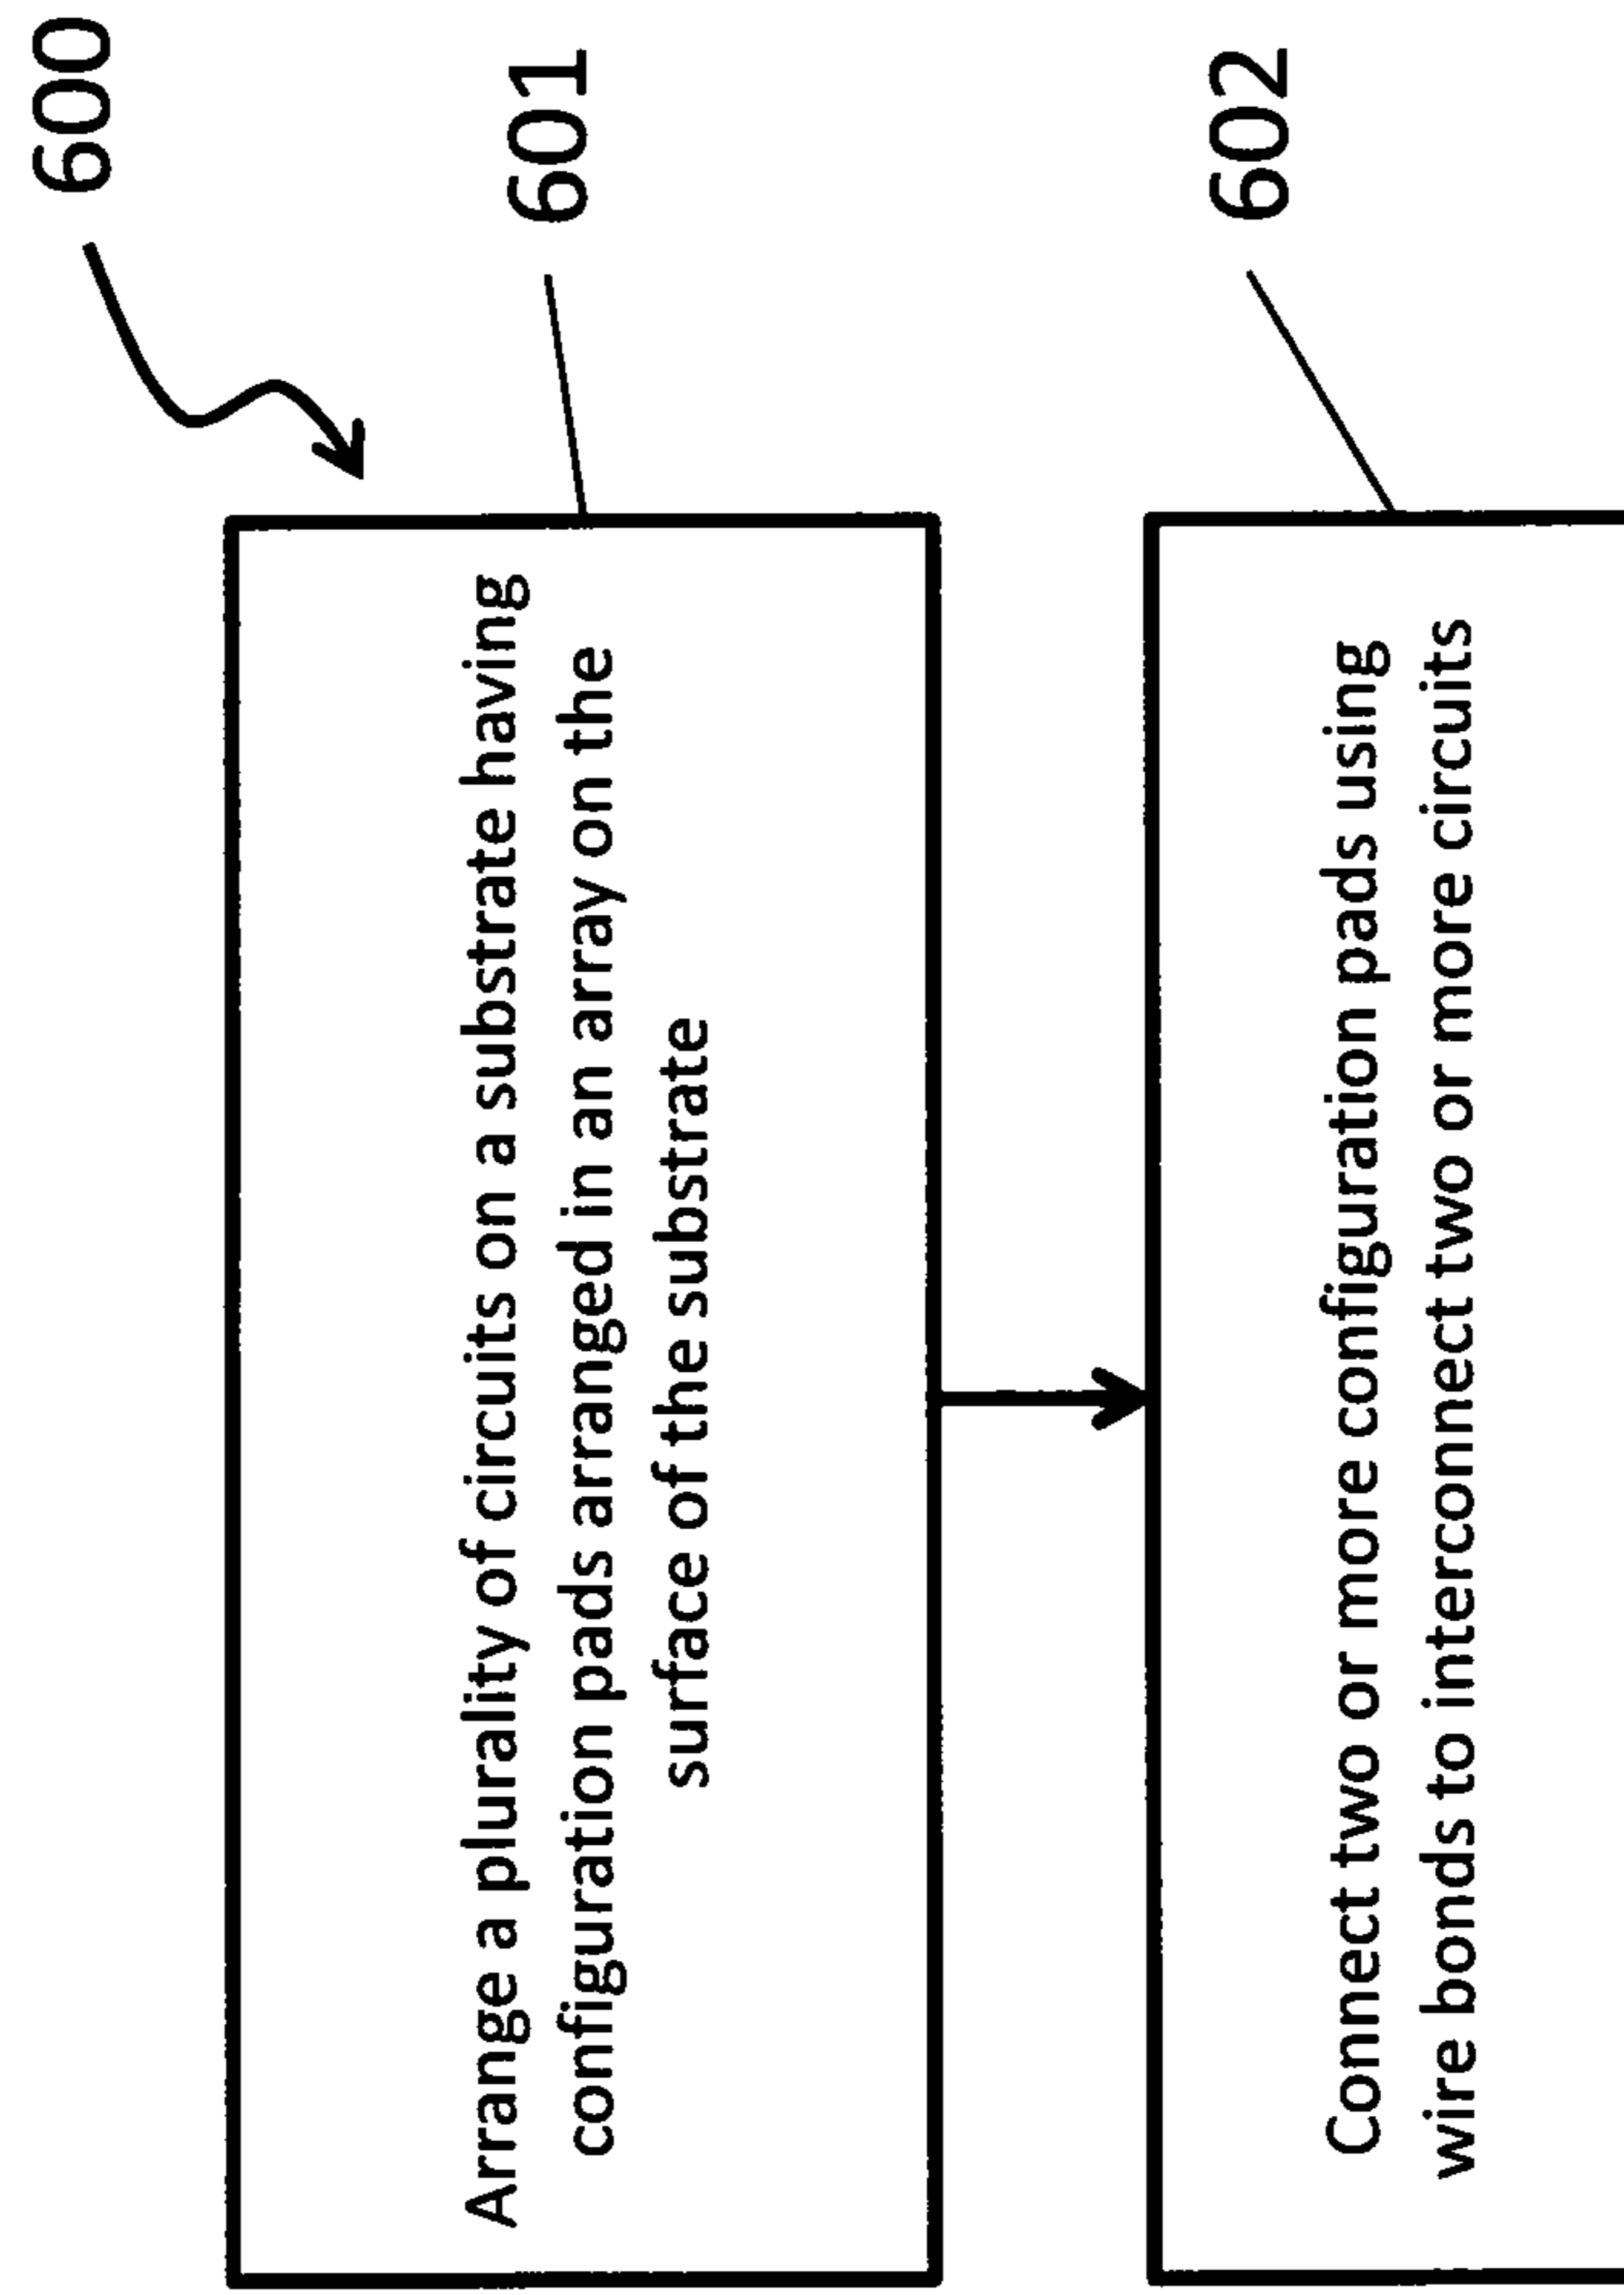 600
601
Arrange a plurality of circuits on a substrate having
configuration pads arranged in an array on the
surface of the substrate
602
Connect two or more configuration pads using
wire bonds to interconnect two or more circuits